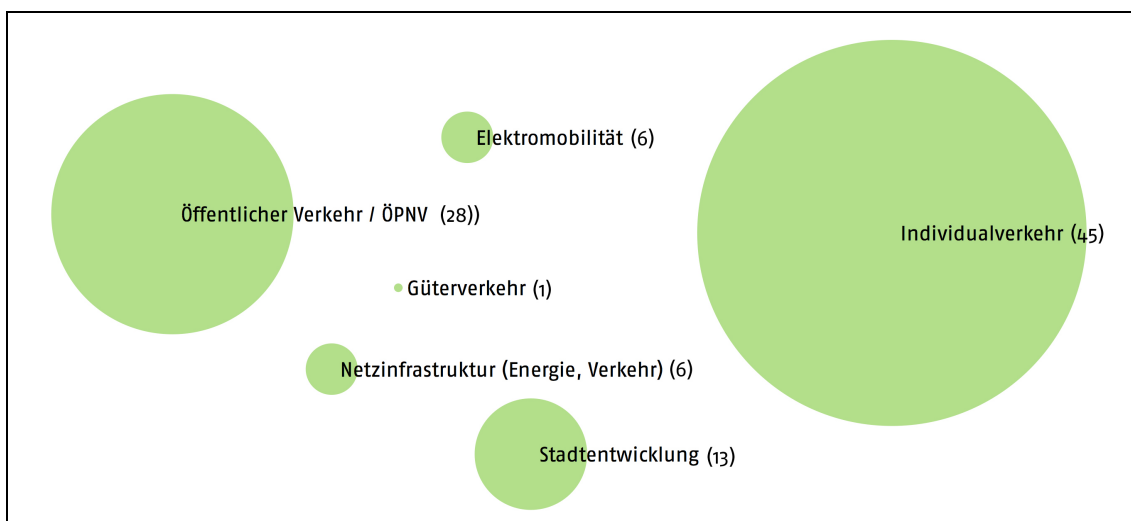 Elektromobilität (6)
Öffentlicher Verkehr / ÖPNV (28))
Individualverkehr (45)
Güterverkehr (1)
Netzinfrastruktur (Energie, Verkehr) (6)
Stadtentwicklung (13)